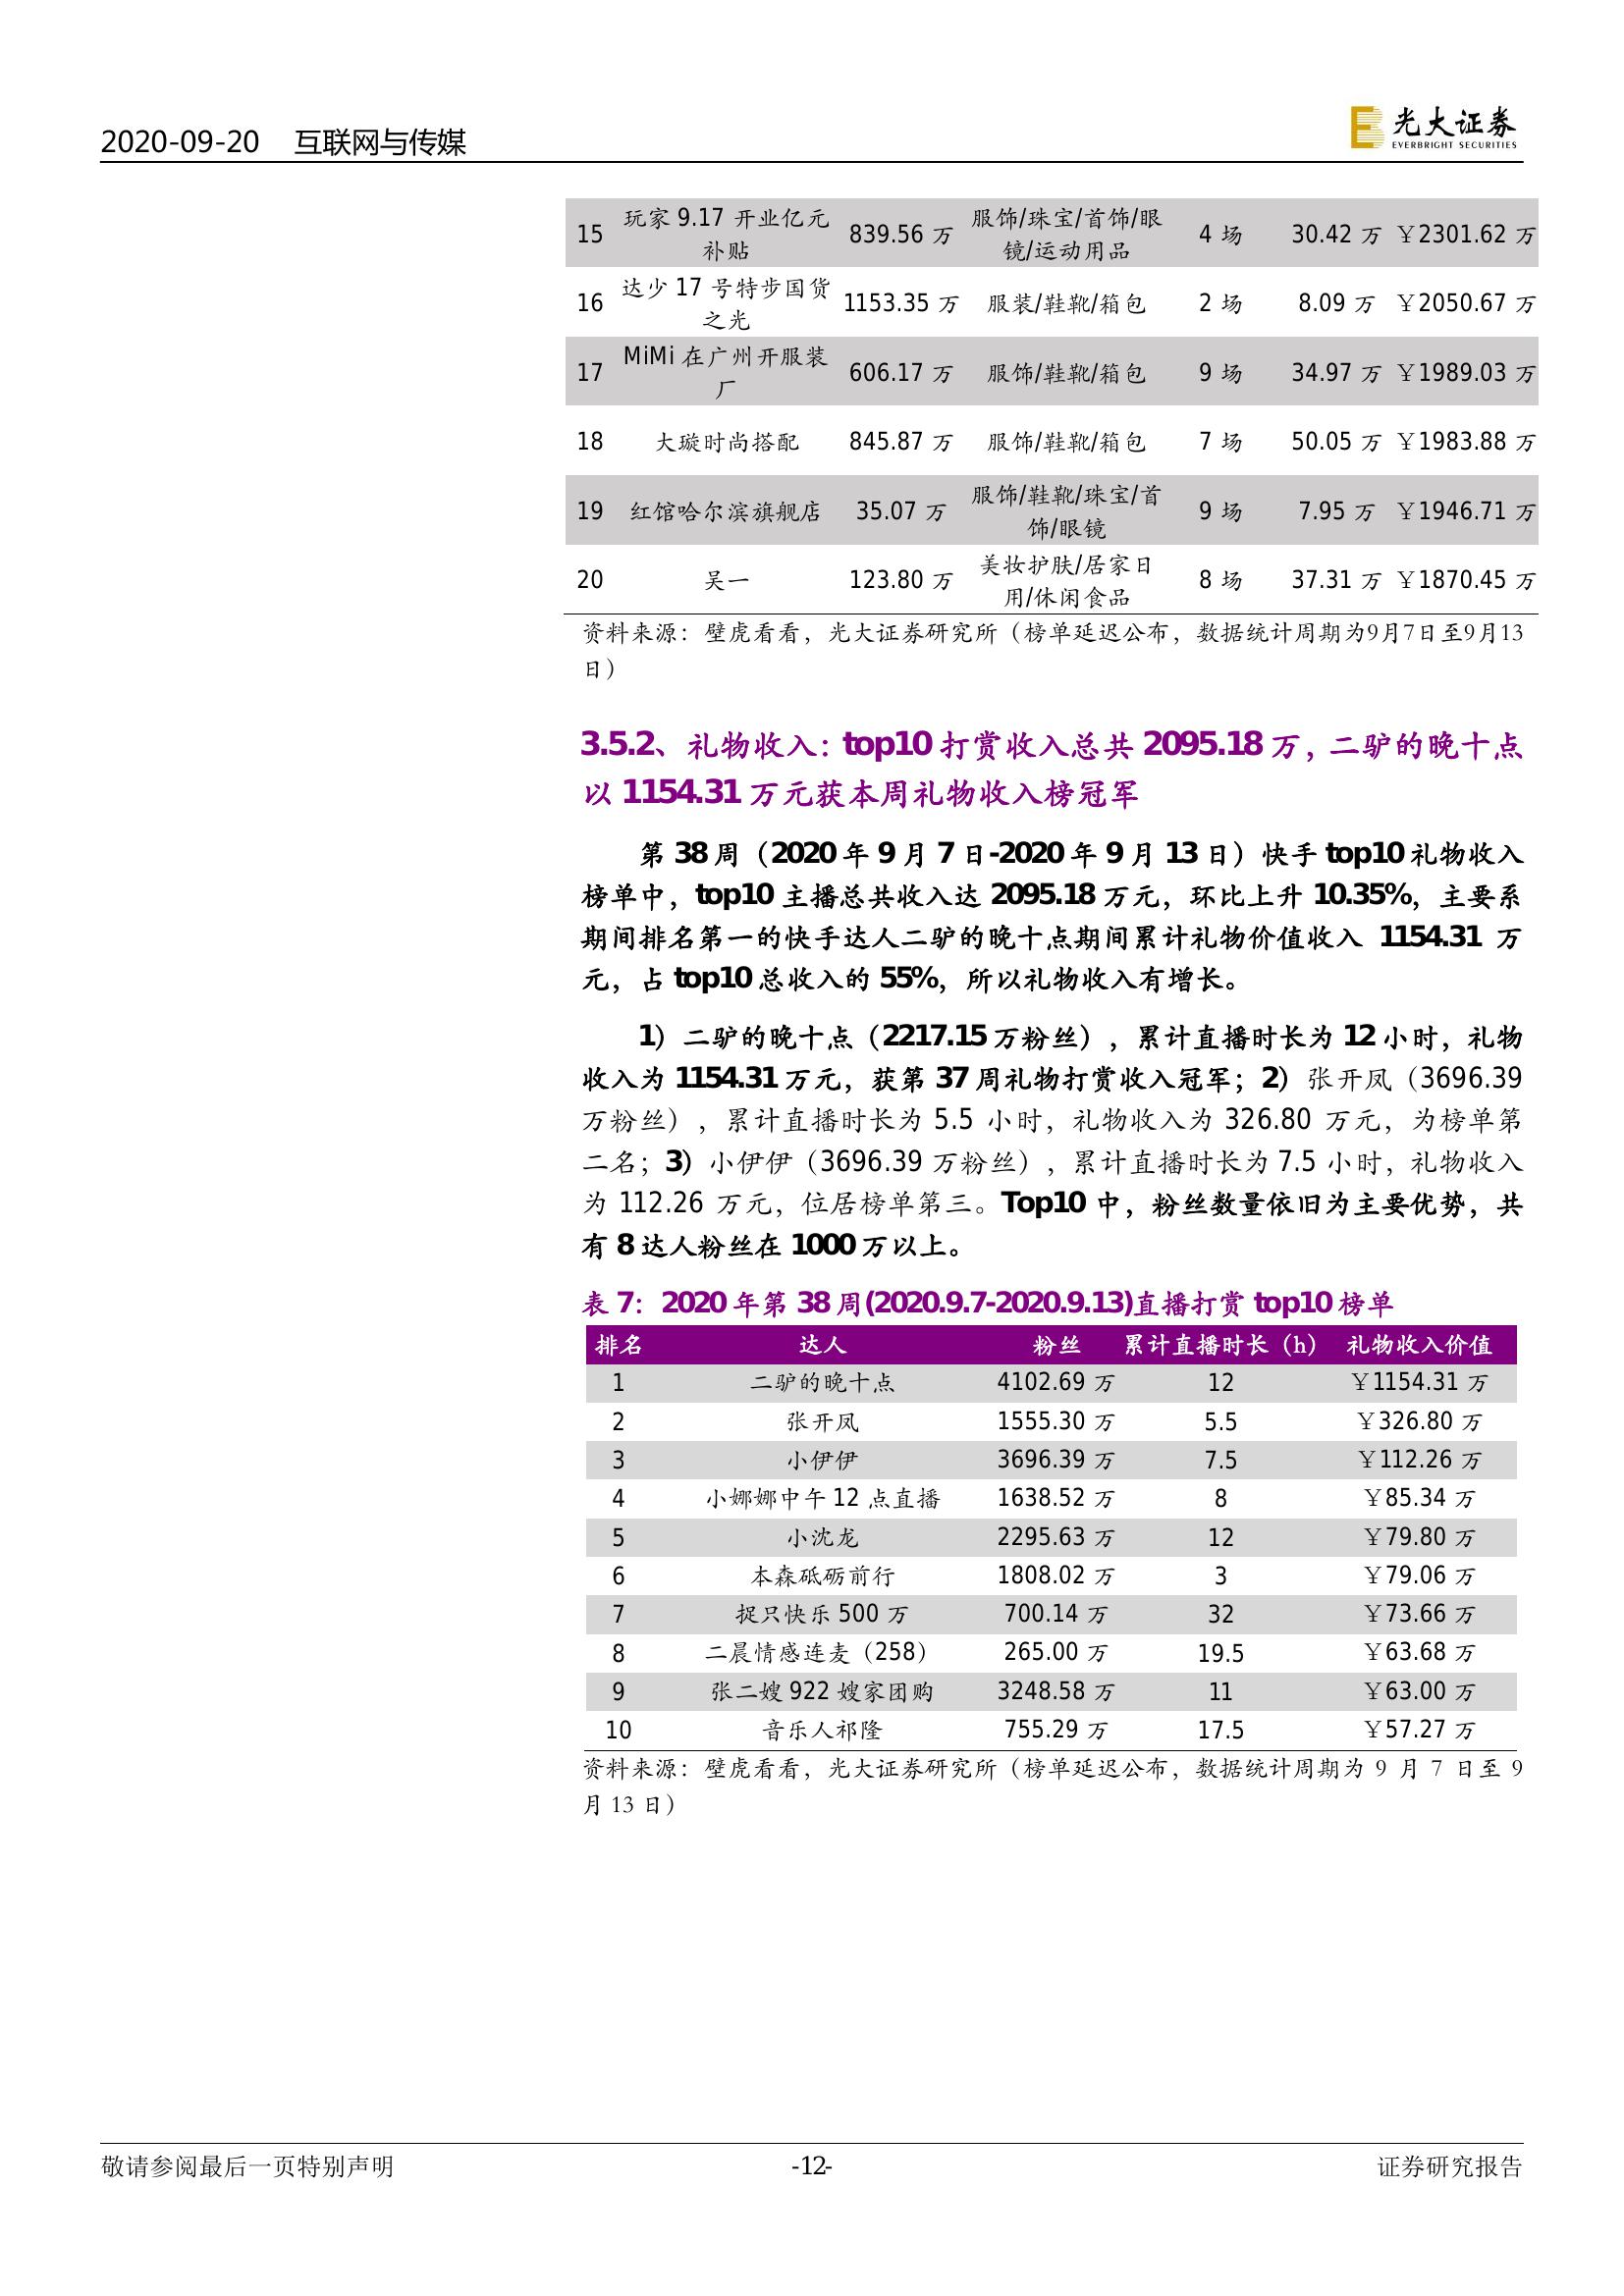 2020-09-20 互联网与传媒
光大证券
EVERBRIGHT SECURITIES
15 玩家 9.17 开业亿元补贴 839.56 万 服饰/珠宝/首饰/眼镜/运动用品 4 场 30.42 万 ￥2301.62 万
16 达少 17 号特步国货之光 1153.35 万 服装/鞋靴/箱包 2 场 8.09 万 ￥2050.67 万
17 MiMi 在广州开服装厂 606.17 万 服饰/鞋靴/箱包 9 场 34.97 万 ￥1989.03 万
18 大璇时尚搭配 845.87 万 服饰/鞋靴/箱包 7 场 50.05 万 ￥1983.88 万
19 红馆哈尔滨旗舰店 35.07 万 服饰/鞋靴/珠宝/首饰/眼镜 9 场 7.95 万 ￥1946.71 万
20 吴一 123.80 万 美妆护肤/居家日用/休闲食品 8 场 37.31 万 ￥1870.45 万
资料来源：壁虎看看，光大证券研究所（榜单延迟公布，数据统计周期为9月7日至9月13
日）
3.5.2、礼物收入：top10 打赏收入总共 2095.18 万，二驴的晚十点
以 1154.31 万元获本周礼物收入榜冠军
第 38 周（2020 年 9 月 7 日-2020 年 9 月 13 日）快手 top10 礼物收入
榜单中，top10 主播总共收入达 2095.18 万元，环比上升 10.35%，主要系
期间排名第一的快手达人二驴的晚十点期间累计礼物价值收入 1154.31 万
元，占 top10 总收入的 55%，所以礼物收入有增长。
1）二驴的晚十点（2217.15 万粉丝），累计直播时长为 12 小时，礼物
收入为 1154.31 万元，获第 37 周礼物打赏收入冠军；2）张开凤（3696.39
万粉丝），累计直播时长为 5.5 小时，礼物收入为 326.80 万元，为榜单第
二名；3）小伊伊（3696.39 万粉丝），累计直播时长为 7.5 小时，礼物收入
为 112.26 万元，位居榜单第三。Top10 中，粉丝数量依旧为主要优势，共
有 8 达人粉丝在 1000 万以上。
表 7：2020 年第 38 周(2020.9.7-2020.9.13)直播打赏 top10 榜单
排名 达人 粉丝 累计直播时长（h） 礼物收入价值
1 二驴的晚十点 4102.69 万 12 ￥1154.31 万
2 张开凤 1555.30 万 5.5 ￥326.80 万
3 小伊伊 3696.39 万 7.5 ￥112.26 万
4 小娜娜中午 12 点直播 1638.52 万 8 ￥85.34 万
5 小沈龙 2295.63 万 12 ￥79.80 万
6 本森砥砺前行 1808.02 万 3 ￥79.06 万
7 捉只快乐 500 万 700.14 万 32 ￥73.66 万
8 二晨情感连麦（258） 265.00 万 19.5 ￥63.68 万
9 张二嫂 922 嫂家团购 3248.58 万 11 ￥63.00 万
10 音乐人祁隆 755.29 万 17.5 ￥57.27 万
资料来源：壁虎看看，光大证券研究所（榜单延迟公布，数据统计周期为 9 月 7 日至 9
月 13 日）
敬请参阅最后一页特别声明 -12- 证券研究报告